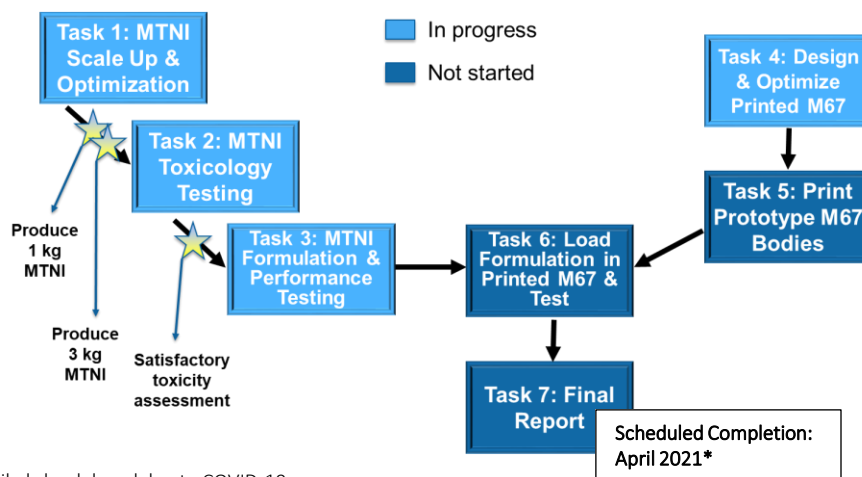 Task 1: MTNI
Scale Up &
Optimization
In progress
Not started
Task 4: Design
& Optimize
Printed M67
Task 2: MTNI
Toxicology
Testing
Task 5: Print
Prototype M67
Bodies
Produce
1 kg
MTNI
Task 3: MTNI
Formulation &
Performance
Testing
Task 6: Load
Formulation in
Printed M67 &
Test
Produce
3 kg
MTNI
Satisfactory
toxicity
assessment
Task 7: Final
Report
Scheduled Completion:
April 2021*